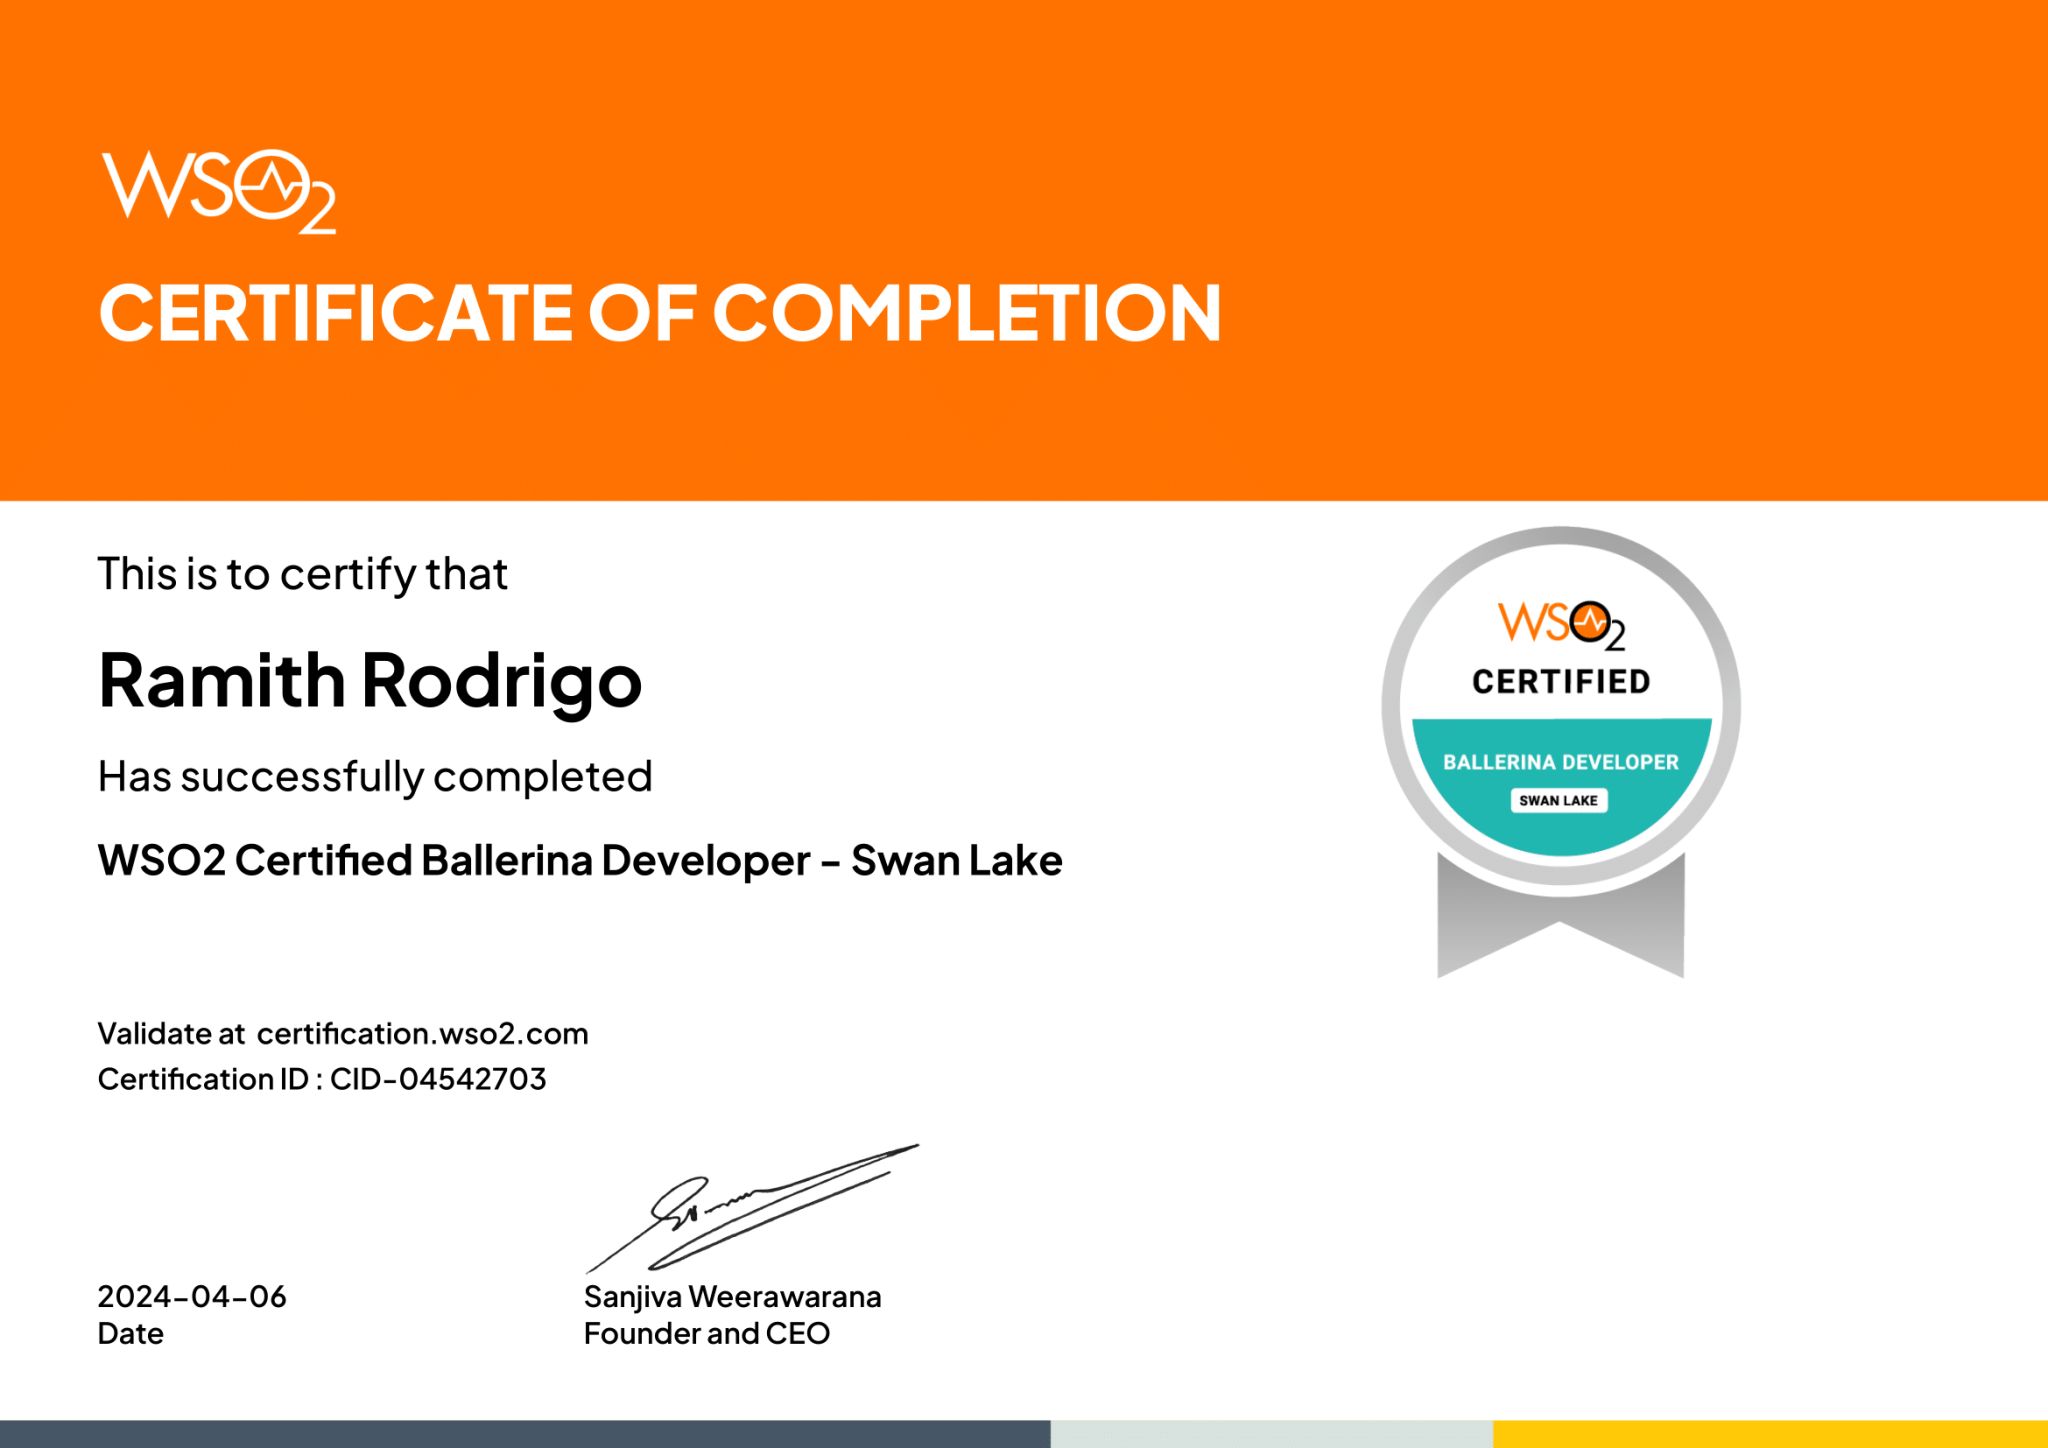 WSO2
CERTIFICATE OF COMPLETION
This is to certify that
Ramith Rodrigo
Has successfully completed
WSO2 Certified Ballerina Developer – Swan Lake
WSO2
CERTIFIED
BALLERINA DEVELOPER
SWAN LAKE
Validate at certification.wso2.com
Certification ID : CID-04542703
2024-04-06
Date
Sanjiva Weerawarana
Founder and CEO